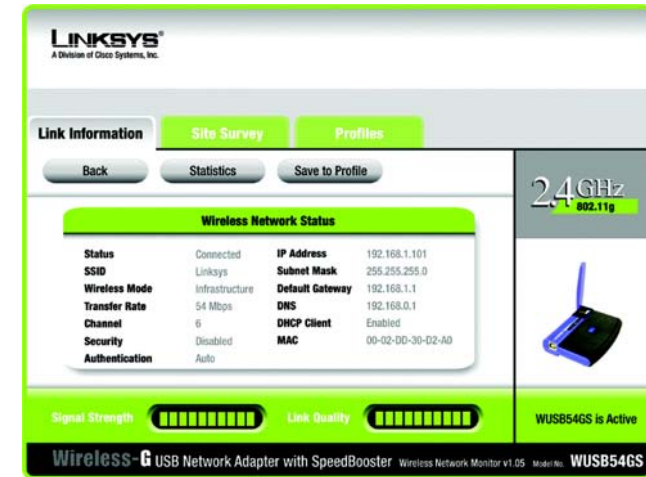 LINKSYS®
A Division of Cisco Systems, Inc.
Link Information Site Survey Profiles
Back Statistics Save to Profile
2.4GHz
802.11g
Wireless Network Status
Status Connected IP Address 192.168.1.101
SSID Linksys Subnet Mask 255.255.255.0
Wireless Mode Infrastructure Default Gateway 192.168.1.1
Transfer Rate 54 Mbps DNS 192.168.0.1
Channel 6 DHCP Client Enabled
Security Disabled MAC 00-02-DD-30-D2-A0
Authentication Auto
Signal Strength Link Quality WUSB54GS is Active
Wireless-G USB Network Adapter with SpeedBooster Wireless Network Monitor v1.05 Model No. WUSB54GS